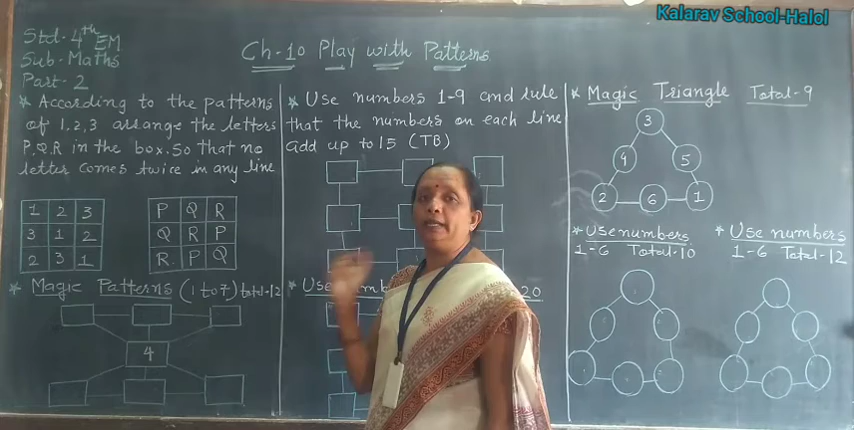 Kalarav School-Halol
Std-4th EM
Sub-Maths
Part-2
Ch-10 Play with Patterns
* According to the patterns
of 1,2,3 arrange the letters
P.Q.R in the box. So that no
letter comes twice in any line
1 2 3
3 1 2
2 3 1
P Q R
Q R P
R. P Q
* Magic Patterns (1 to 7) total-12
4
* Use numbers 1-9 and rule
that the numbers on each line
add up to 15 (TB)
* Use
20
* Magic Triangle Total-9
3
5
2 6 1
* Use numbers
1-6 Total-10
* Use numbers
1-6 Total-12